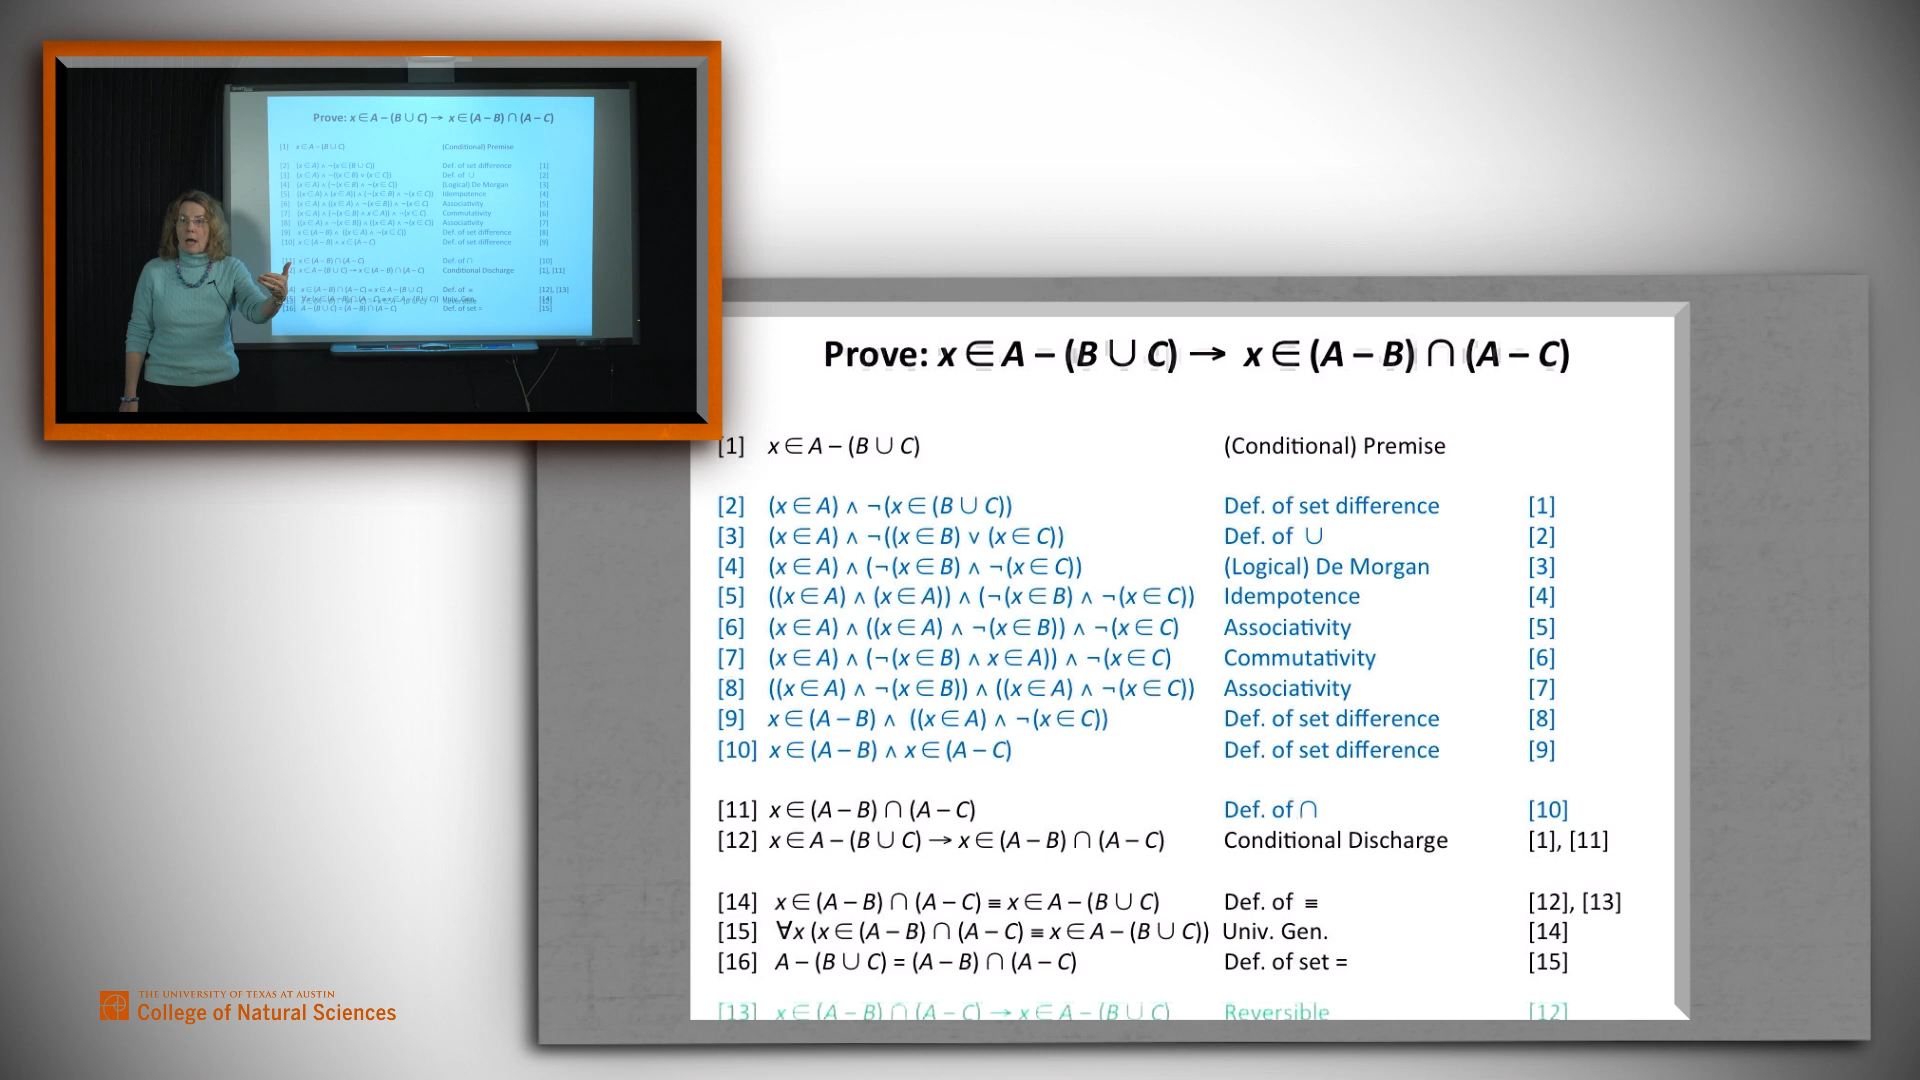 Prove: x ∈ A – (B ∪ C) → x ∈ (A – B) ∩ (A – C)
[1] x ∈ A – (B ∪ C) (Conditional) Premise
[2] (x ∈ A) ∧ ¬(x ∈ (B ∪ C)) Def. of set difference [1]
[3] (x ∈ A) ∧ ¬((x ∈ B) ∨ (x ∈ C)) Def. of ∪ [2]
[4] (x ∈ A) ∧ (¬(x ∈ B) ∧ ¬(x ∈ C)) (Logical) De Morgan [3]
[5] ((x ∈ A) ∧ (x ∈ A)) ∧ (¬(x ∈ B) ∧ ¬(x ∈ C)) Idempotence [4]
[6] (x ∈ A) ∧ ((x ∈ A) ∧ ¬(x ∈ B)) ∧ ¬(x ∈ C) Associativity [5]
[7] (x ∈ A) ∧ (¬(x ∈ B) ∧ x ∈ A)) ∧ ¬(x ∈ C) Commutativity [6]
[8] ((x ∈ A) ∧ ¬(x ∈ B)) ∧ ((x ∈ A) ∧ ¬(x ∈ C)) Associativity [7]
[9] x ∈ (A – B) ∧ ((x ∈ A) ∧ ¬(x ∈ C)) Def. of set difference [8]
[10] x ∈ (A – B) ∧ x ∈ (A – C) Def. of set difference [9]
[11] x ∈ (A – B) ∩ (A – C) Def. of ∩ [10]
[12] x ∈ A – (B ∪ C) → x ∈ (A – B) ∩ (A – C) Conditional Discharge [1], [11]
[14] x ∈ (A – B) ∩ (A – C) ≡ x ∈ A – (B ∪ C) Def. of ≡ [12], [13]
[15] ∀x (x ∈ (A – B) ∩ (A – C) ≡ x ∈ A – (B ∪ C)) Univ. Gen. [14]
[16] A – (B ∪ C) = (A – B) ∩ (A – C) Def. of set = [15]
[13] x ∈ (A – B) ∩ (A – C) → x ∈ A – (B ∪ C) Reversible [12]
THE UNIVERSITY OF TEXAS AT AUSTIN
College of Natural Sciences